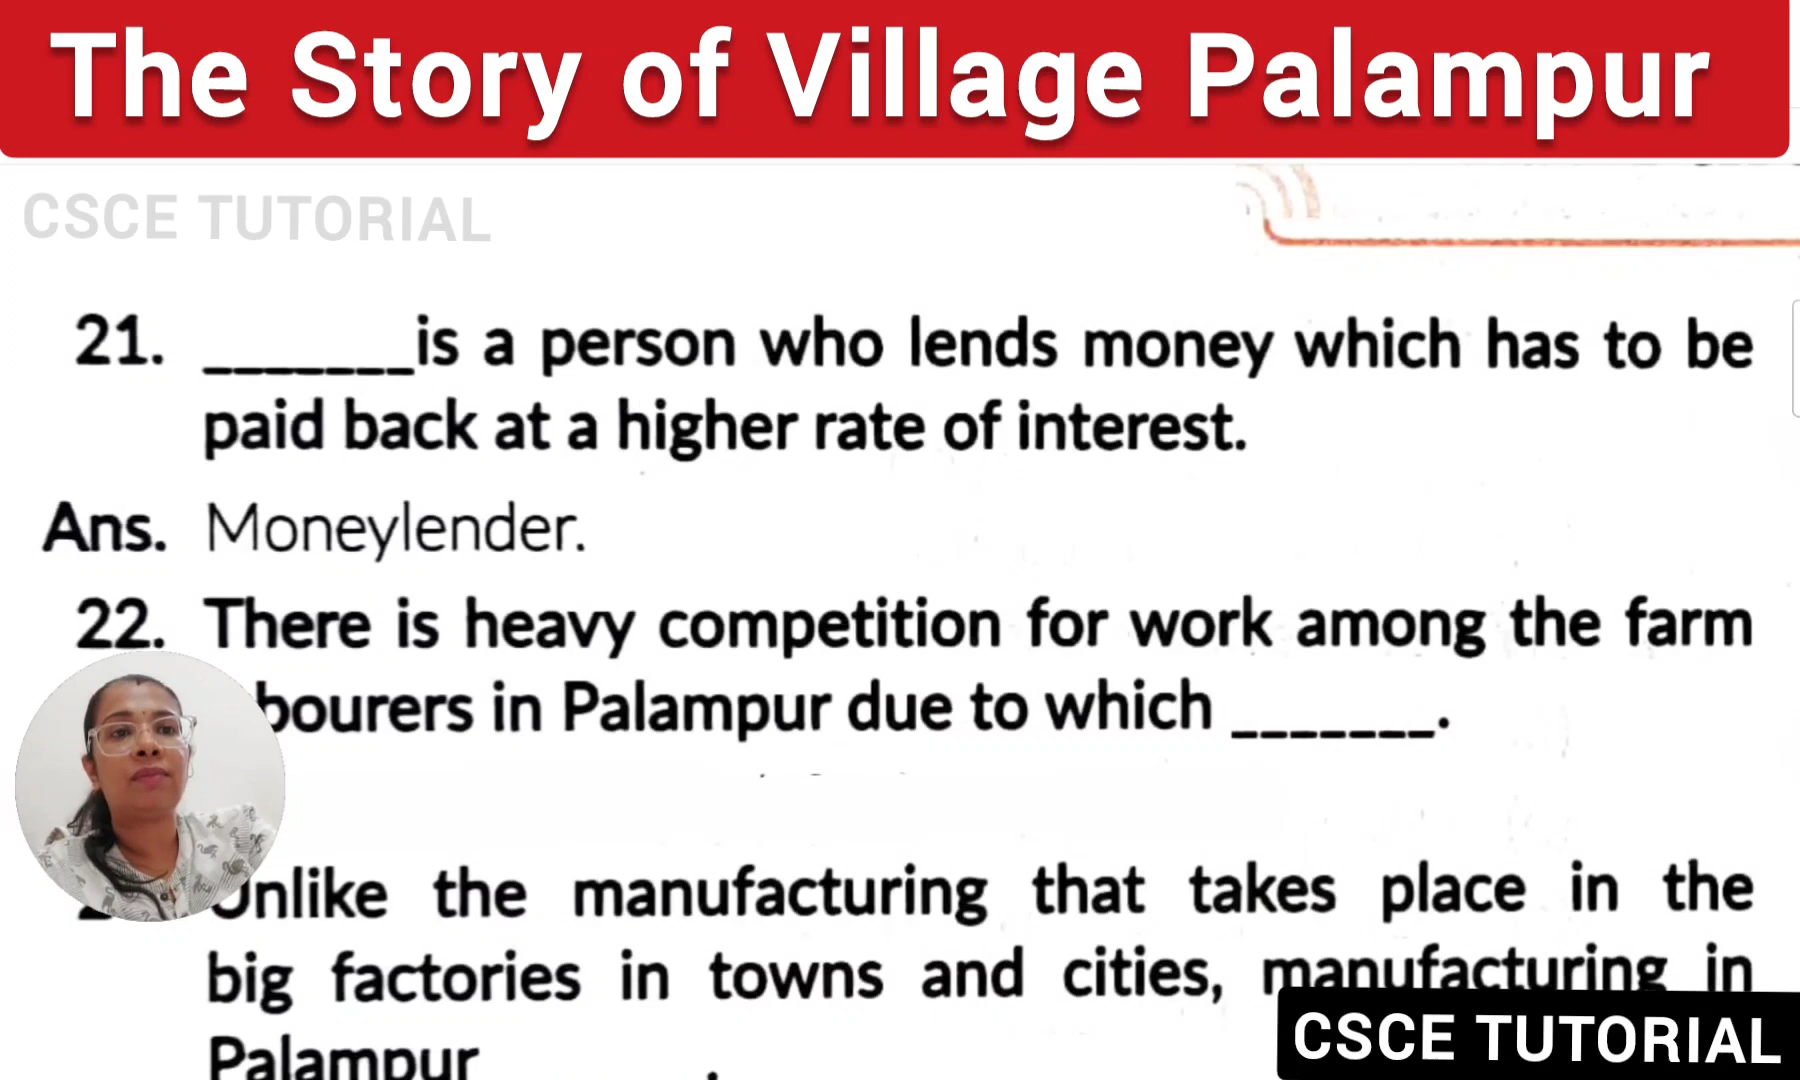 The Story of Village Palampur
CSCE TUTORIAL
21. _______is a person who lends money which has to be
paid back at a higher rate of interest.
Ans. Moneylender.
22. There is heavy competition for work among the farm
bourers in Palampur due to which _______.
Unlike the manufacturing that takes place in the
big factories in towns and cities, manufacturing in
Palampur .
CSCE TUTORIAL